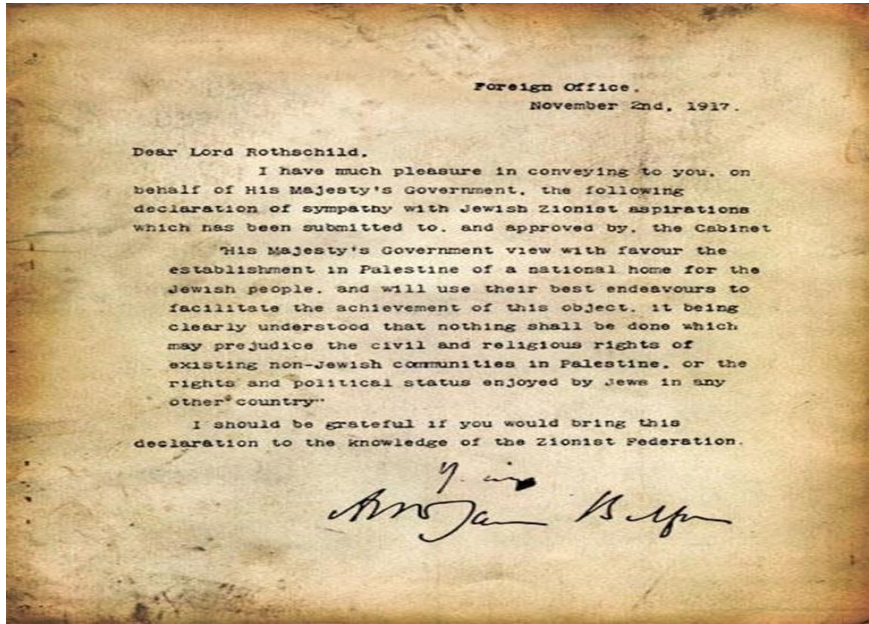 Foreign Office,
November 2nd, 1917.
Dear Lord Rothschild,
I have much pleasure in conveying to you, on
behalf of His Majesty's Government, the following
declaration of sympathy with Jewish Zionist aspirations
which has been submitted to, and approved by, the Cabinet
"His Majesty's Government view with favour the
establishment in Palestine of a national home for the
Jewish people, and will use their best endeavours to
facilitate the achievement of this object, it being
clearly understood that nothing shall be done which
may prejudice the civil and religious rights of
existing non-Jewish communities in Palestine, or the
rights and political status enjoyed by Jews in any
other country"
I should be grateful if you would bring this
declaration to the knowledge of the Zionist Federation.
Arthur James Balfour